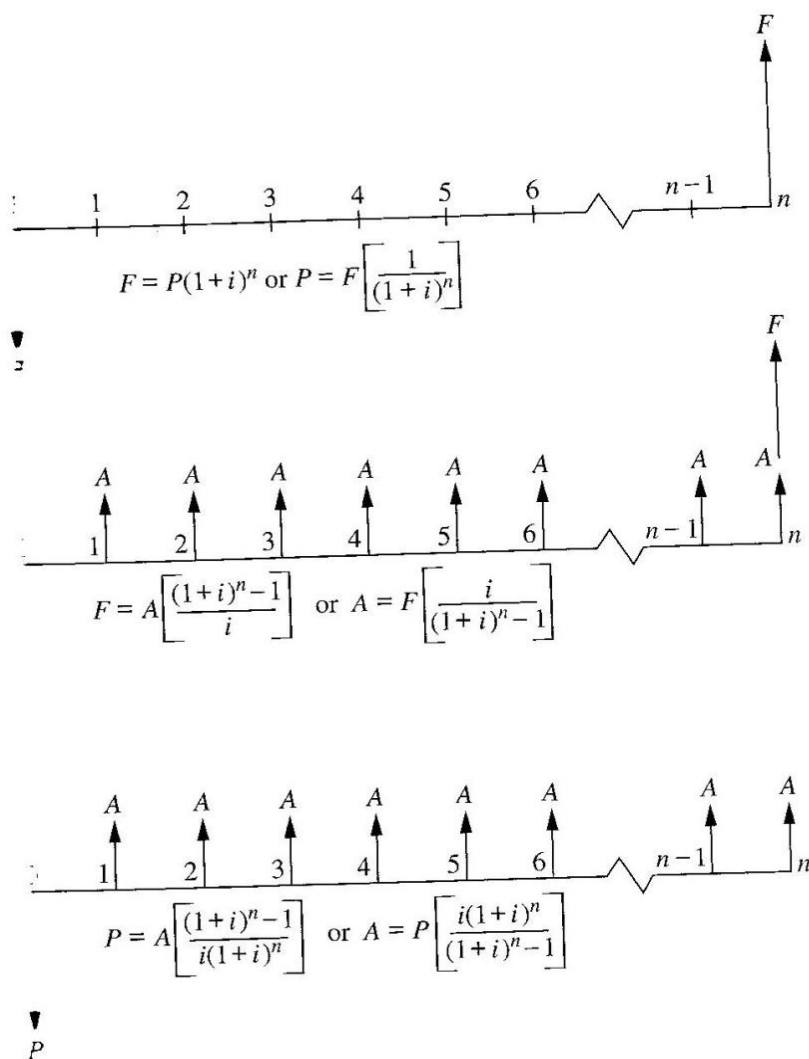 F
1 2 3 4 5 6 n−1 n
F = P(1+i)^n or P = F[1/(1+i)^n]
F
A A A A A A A A
1 2 3 4 5 6 n−1 n
F = A[((1+i)^n−1)/i] or A = F[i/((1+i)^n−1)]
A A A A A A A A
1 2 3 4 5 6 n−1 n
P = A[((1+i)^n−1)/(i(1+i)^n)] or A = P[(i(1+i)^n)/((1+i)^n−1)]
P